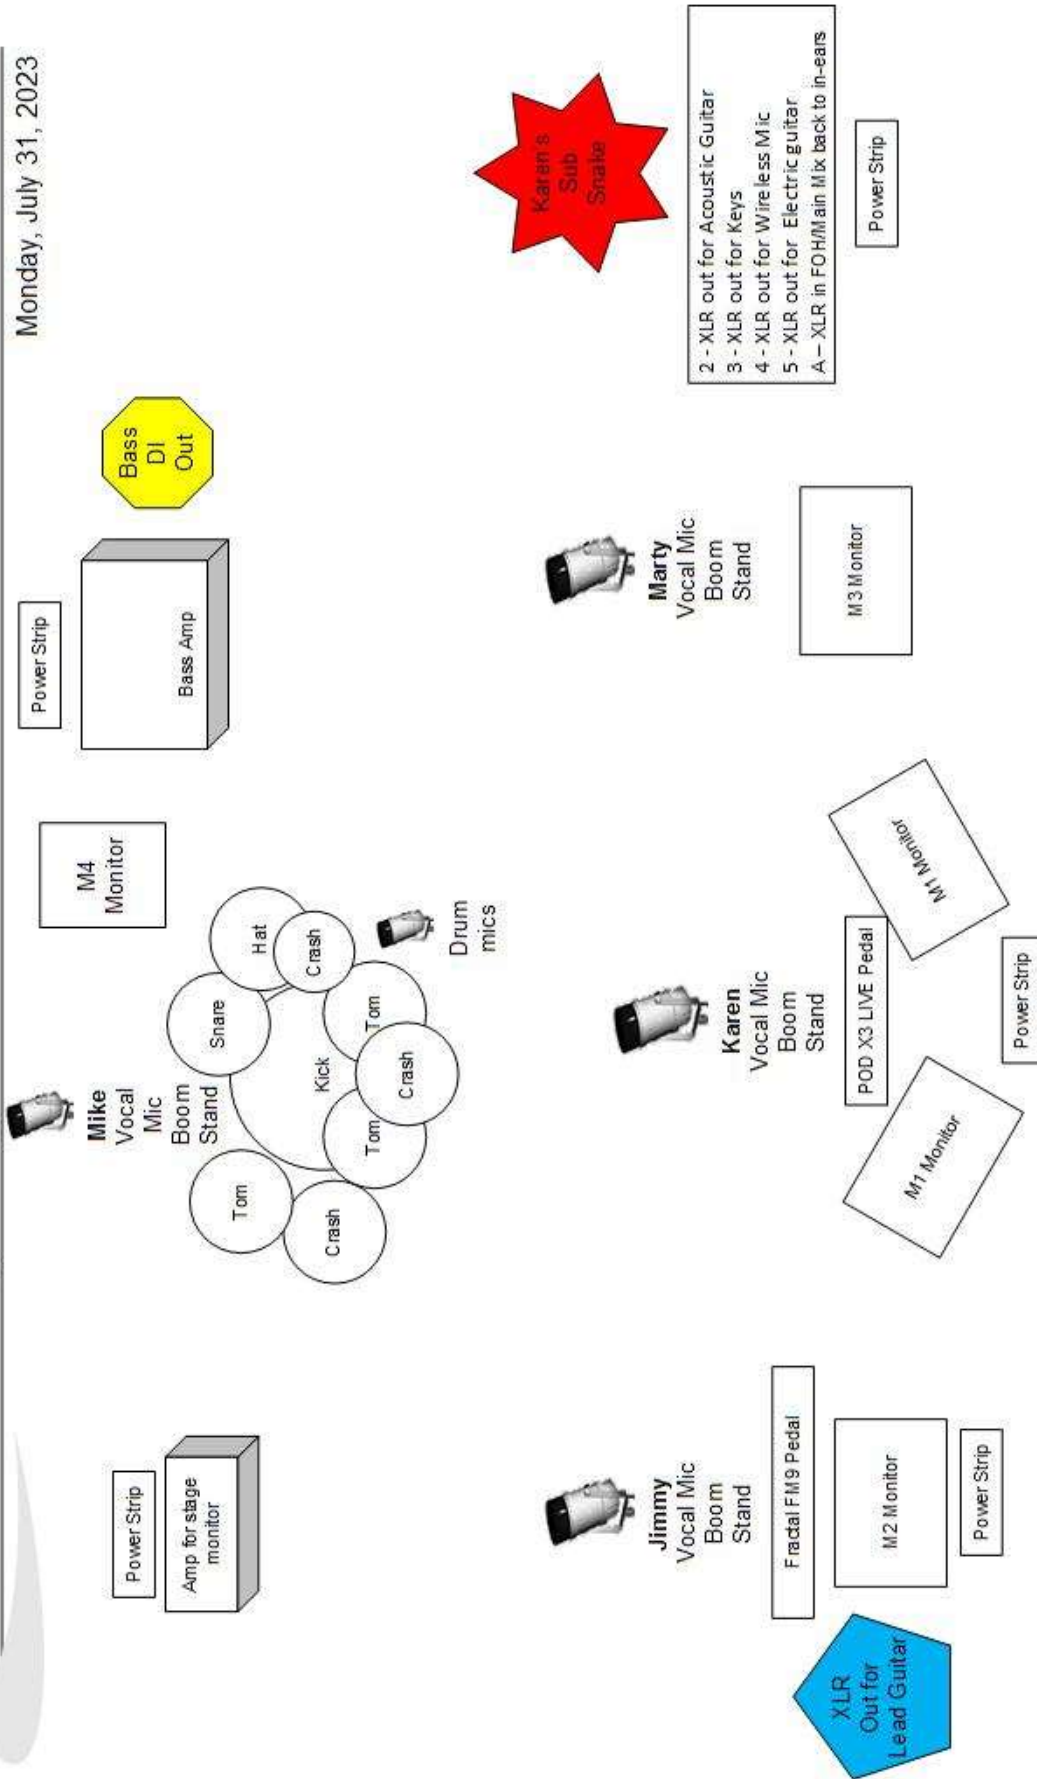 Monday, July 31, 2023
Power Strip
Amp for stage
monitor
Mike
Vocal
Mic
Boom
Stand
M4
Monitor
Power Strip
Bass Amp
Bass
DI
Out
Tom
Crash
Snare
Hat
Crash
Kick
Tom
Tom
Crash
Drum
mics
Jimmy
Vocal Mic
Boom
Stand
Fractal FM9 Pedal
M2 Monitor
Power Strip
XLR
Out for
Lead Guitar
Karen
Vocal Mic
Boom
Stand
POD X3 LIVE Pedal
M1 Monitor
M1 Monitor
Power Strip
Marty
Vocal Mic
Boom
Stand
M3 Monitor
Karen's
Sub
Snake
2 - XLR out for Acoustic Guitar
3 - XLR out for Keys
4 - XLR out for Wireless Mic
5 - XLR out for Electric guitar
A – XLR in FOH/Main Mix back to in-ears
Power Strip